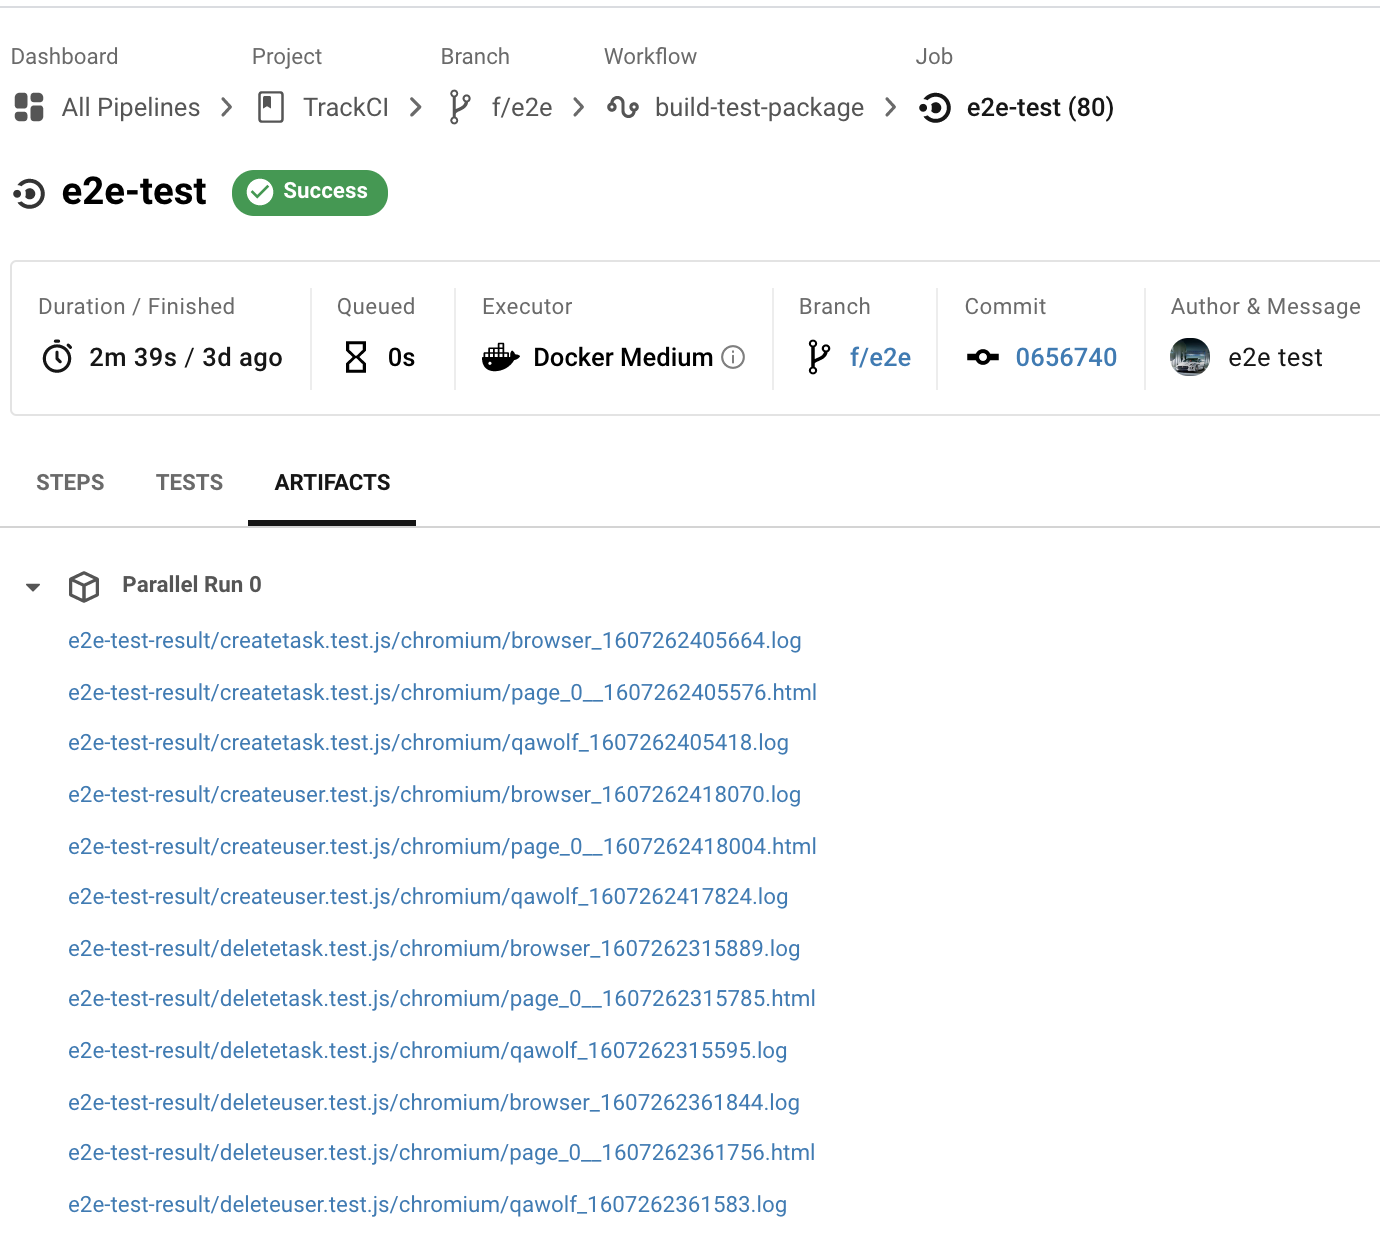 Dashboard Project Branch Workflow Job
All Pipelines TrackCI f/e2e build-test-package e2e-test (80)
e2e-test Success
Duration / Finished Queued Executor Branch Commit Author & Message
2m 39s / 3d ago 0s Docker Medium f/e2e 0656740 e2e test
STEPS TESTS ARTIFACTS
Parallel Run 0
e2e-test-result/createtask.test.js/chromium/browser_1607262405664.log
e2e-test-result/createtask.test.js/chromium/page_0__1607262405576.html
e2e-test-result/createtask.test.js/chromium/qawolf_1607262405418.log
e2e-test-result/createuser.test.js/chromium/browser_1607262418070.log
e2e-test-result/createuser.test.js/chromium/page_0__1607262418004.html
e2e-test-result/createuser.test.js/chromium/qawolf_1607262417824.log
e2e-test-result/deletetask.test.js/chromium/browser_1607262315889.log
e2e-test-result/deletetask.test.js/chromium/page_0__1607262315785.html
e2e-test-result/deletetask.test.js/chromium/qawolf_1607262315595.log
e2e-test-result/deleteuser.test.js/chromium/browser_1607262361844.log
e2e-test-result/deleteuser.test.js/chromium/page_0__1607262361756.html
e2e-test-result/deleteuser.test.js/chromium/qawolf_1607262361583.log